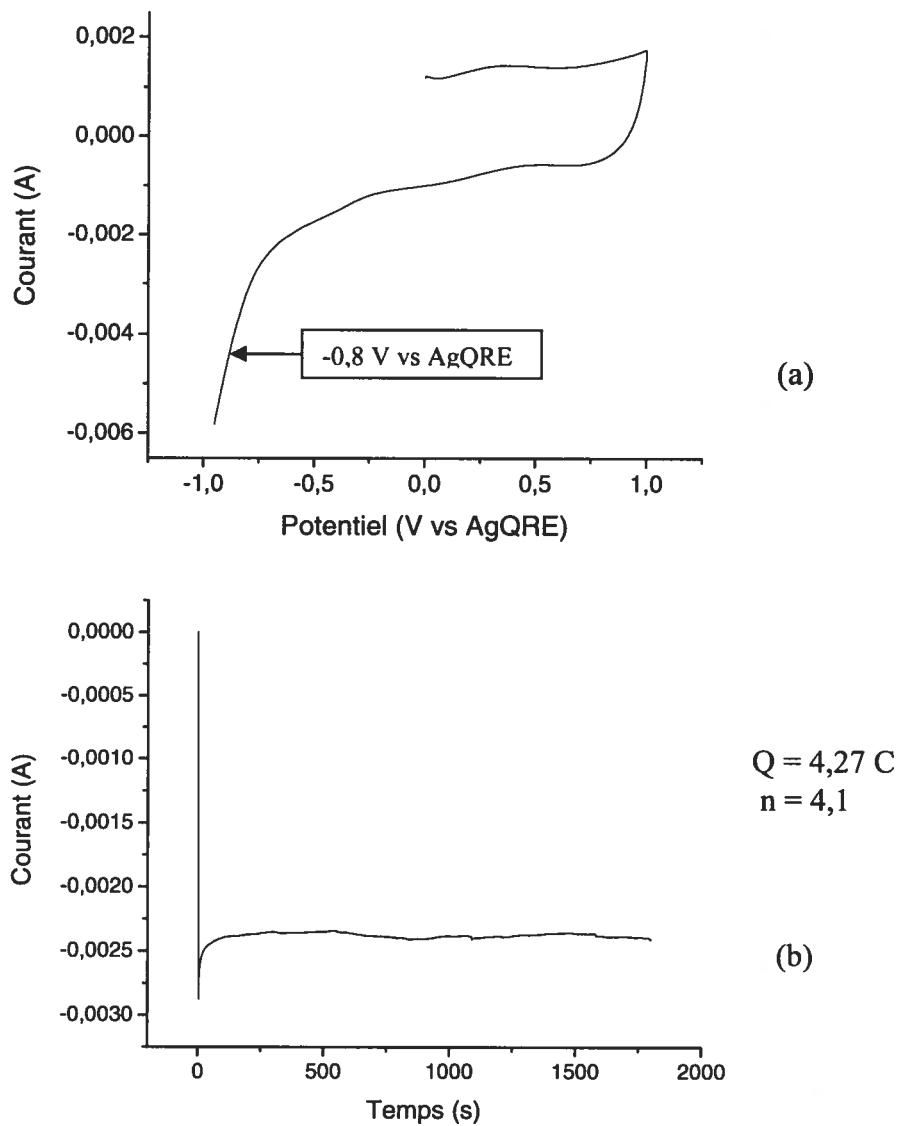 0,002
0,000
-0,002
-0,004
-0,006
Courant (A)
-0,8 V vs AgQRE
(a)
-1,0 -0,5 0,0 0,5 1,0
Potentiel (V vs AgQRE)
0,0000
-0,0005
-0,0010
-0,0015
-0,0020
-0,0025
-0,0030
Courant (A)
Q = 4,27 C
n = 4,1
(b)
0 500 1000 1500 2000
Temps (s)